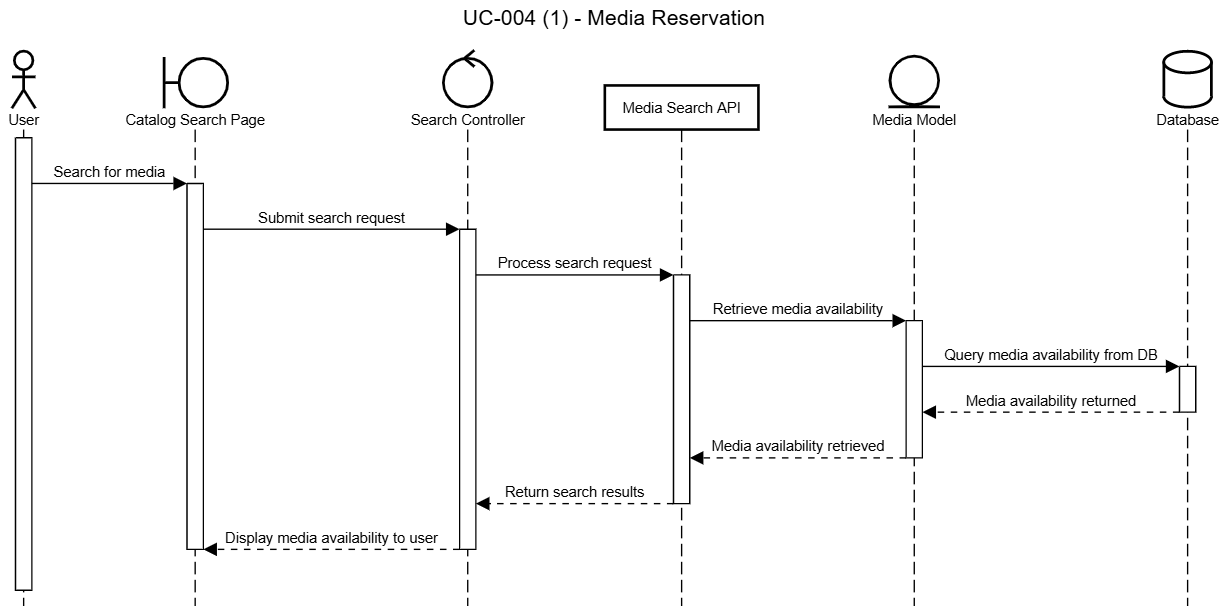 UC-004 (1) - Media Reservation
User
Catalog Search Page
Search Controller
Media Search API
Media Model
Database
Search for media
Submit search request
Process search request
Retrieve media availability
Query media availability from DB
Media availability returned
Media availability retrieved
Return search results
Display media availability to user